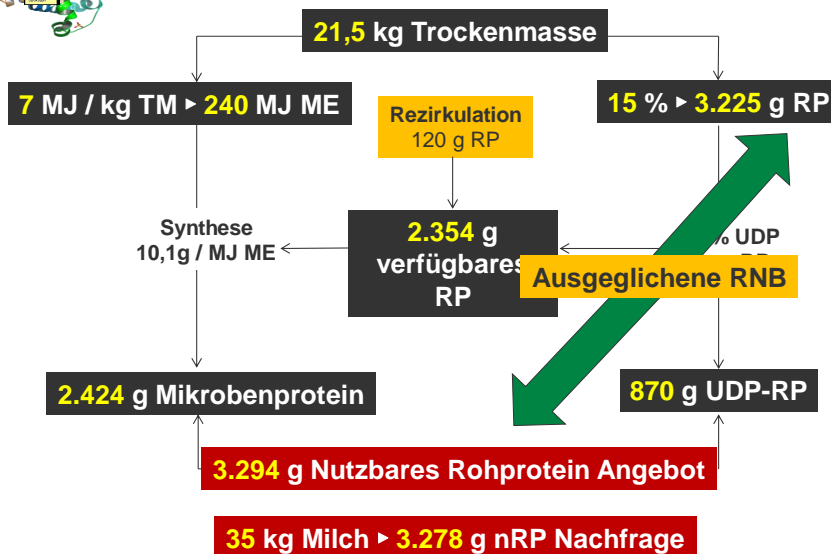 21,5 kg Trockenmasse
7 MJ / kg TM ▸ 240 MJ ME
15 % ▸ 3.225 g RP
Rezirkulation
120 g RP
Synthese
10,1g / MJ ME
2.354 g
verfügbares
RP
% UDP
Ausgeglichene RNB
2.424 g Mikrobenprotein
870 g UDP-RP
3.294 g Nutzbares Rohprotein Angebot
35 kg Milch ▸ 3.278 g nRP Nachfrage